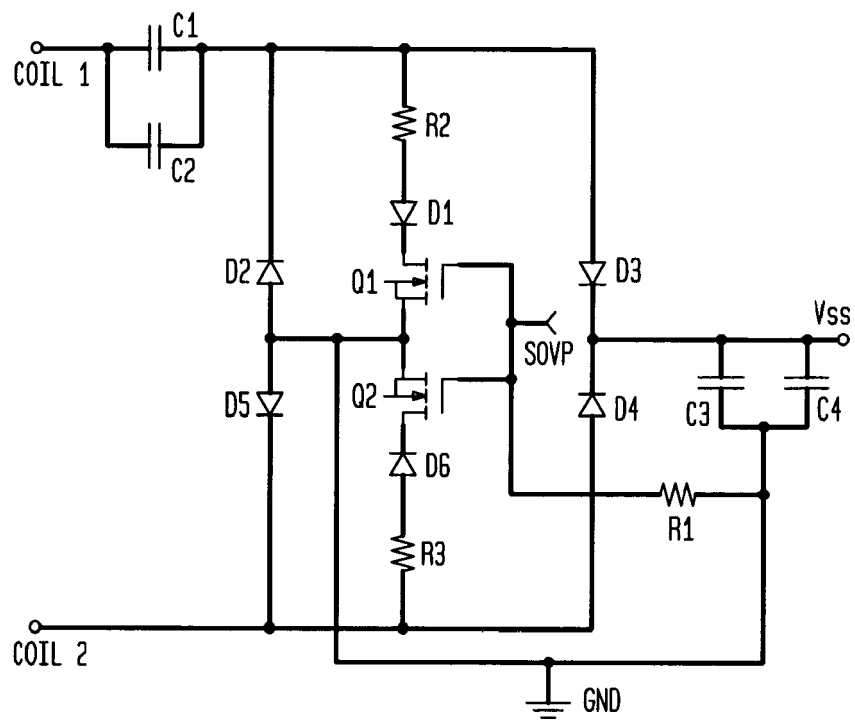 C1
COIL 1
C2
R2
D1
D2
Q1
D3
SOVP
Vss
Q2
D5
D4
C3
C4
D6
R1
R3
COIL 2
GND